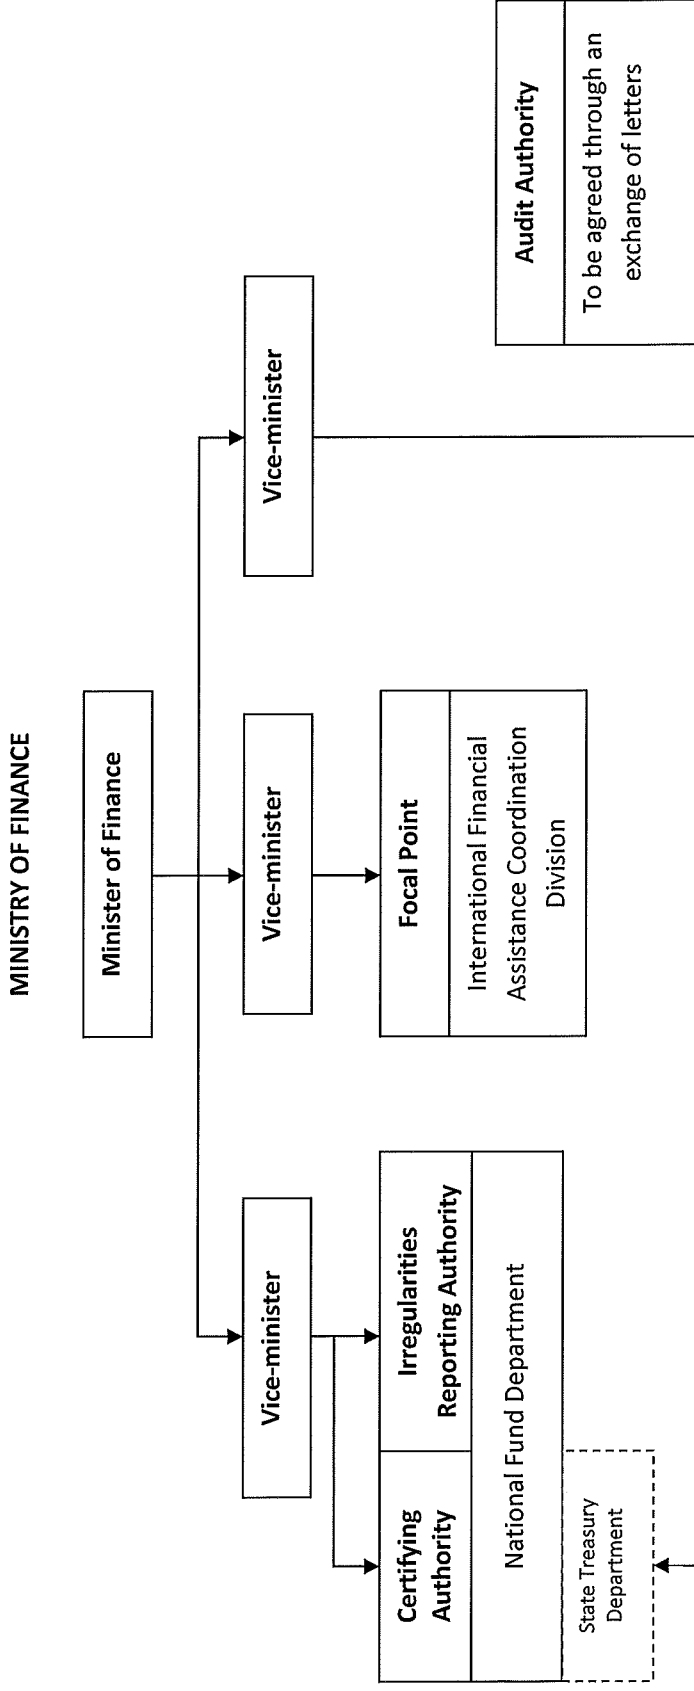 MINISTRY OF FINANCE
Minister of Finance
Vice-minister
Vice-minister
Vice-minister
Certifying
Authority
Irregularities
Reporting Authority
National Fund Department
State Treasury
Department
Focal Point
International Financial
Assistance Coordination
Division
Audit Authority
To be agreed through an
exchange of letters